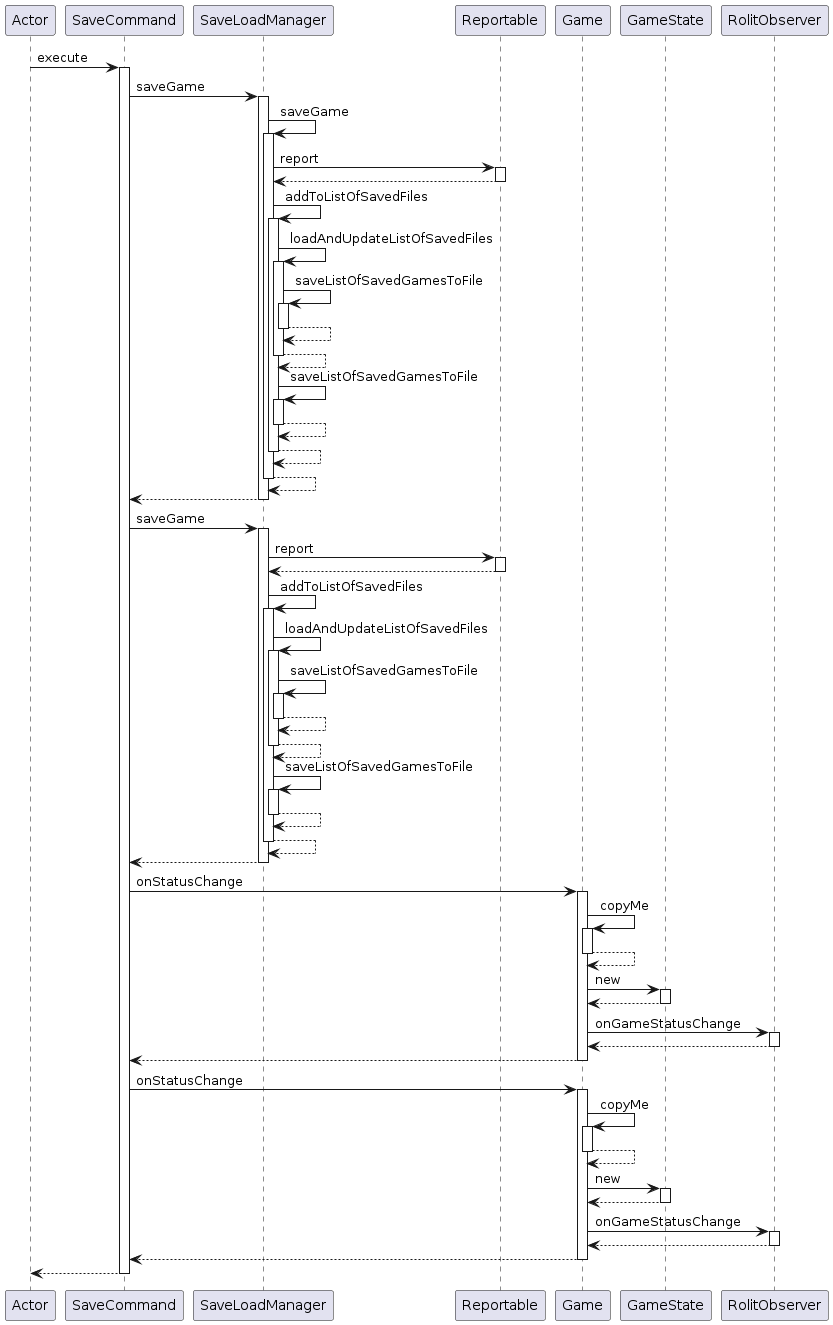 Actor SaveCommand SaveLoadManager Reportable Game GameState RolitObserver
execute
saveGame
saveGame
report
addToListOfSavedFiles
loadAndUpdateListOfSavedFiles
saveListOfSavedGamesToFile
saveListOfSavedGamesToFile
saveGame
report
addToListOfSavedFiles
loadAndUpdateListOfSavedFiles
saveListOfSavedGamesToFile
saveListOfSavedGamesToFile
onStatusChange
copyMe
new
onGameStatusChange
onStatusChange
copyMe
new
onGameStatusChange
Actor SaveCommand SaveLoadManager Reportable Game GameState RolitObserver